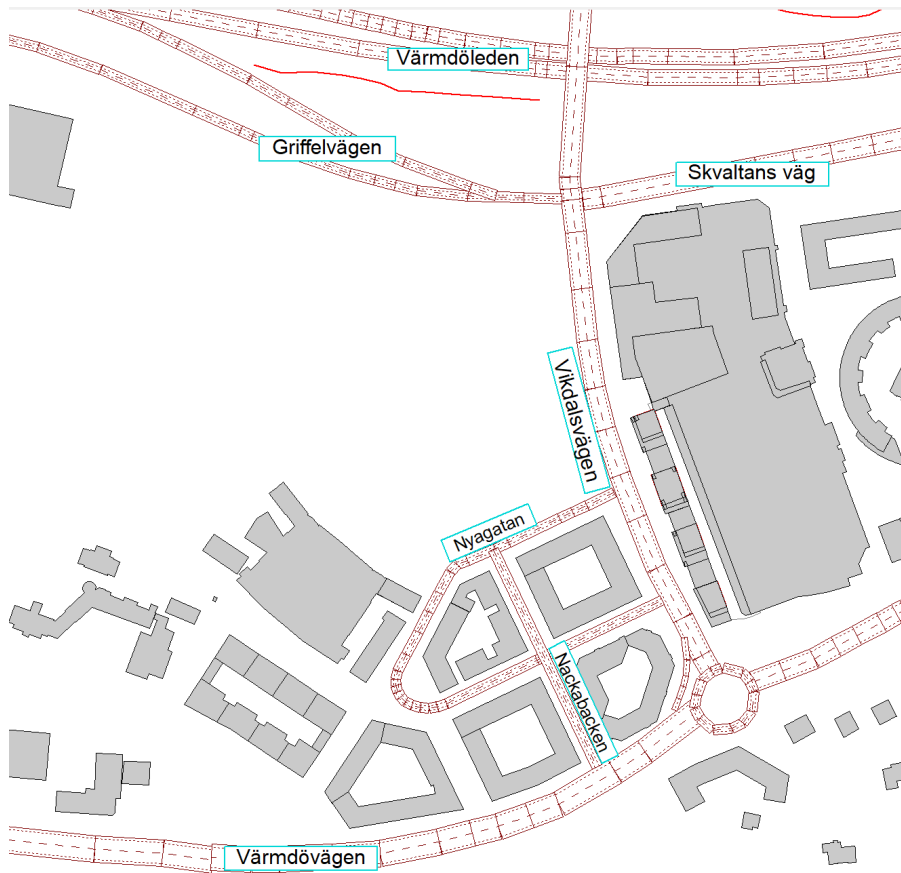 Värmdöleden
Griffelvägen
Skvaltans väg
Vikdalsvägen
Nyagatan
Nackabacken
Värmdövägen